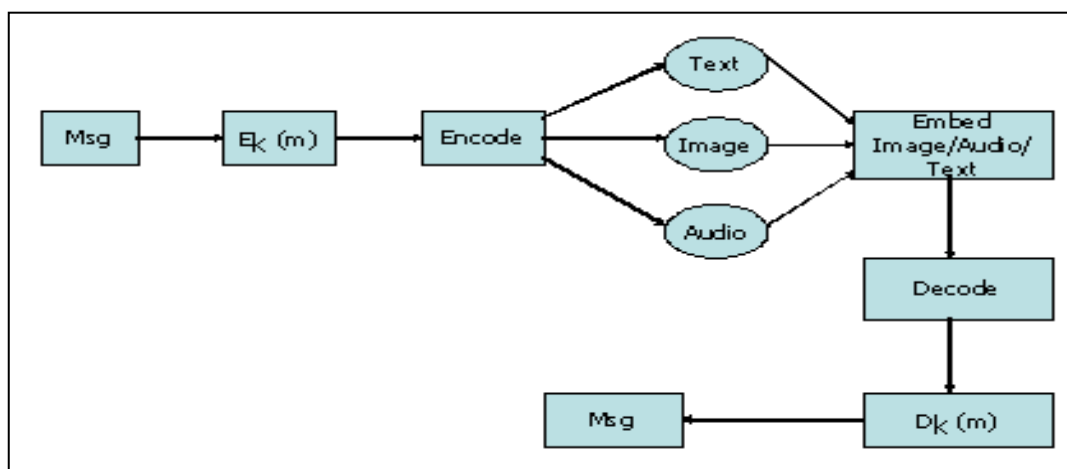 Msg
Ek (m)
Encode
Text
Image
Audio
Embed
Image/Audio/
Text
Decode
Dk (m)
Msg